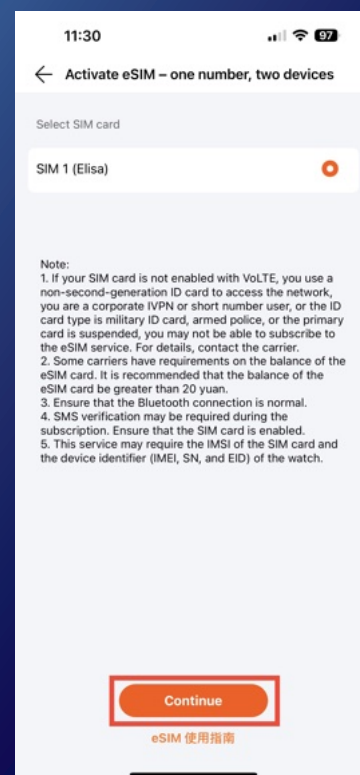 11:30
97
Activate eSIM – one number, two devices
Select SIM card
SIM 1 (Elisa)
Note:
1. If your SIM card is not enabled with VoLTE, you use a
non-second-generation ID card to access the network,
you are a corporate IVPN or short number user, or the ID
card type is military ID card, armed police, or the primary
card is suspended, you may not be able to subscribe to
the eSIM service. For details, contact the carrier.
2. Some carriers have requirements on the balance of the
eSIM card. It is recommended that the balance of the
eSIM card be greater than 20 yuan.
3. Ensure that the Bluetooth connection is normal.
4. SMS verification may be required during the
subscription. Ensure that the SIM card is enabled.
5. This service may require the IMSI of the SIM card and
the device identifier (IMEI, SN, and EID) of the watch.
Continue
eSIM 使用指南